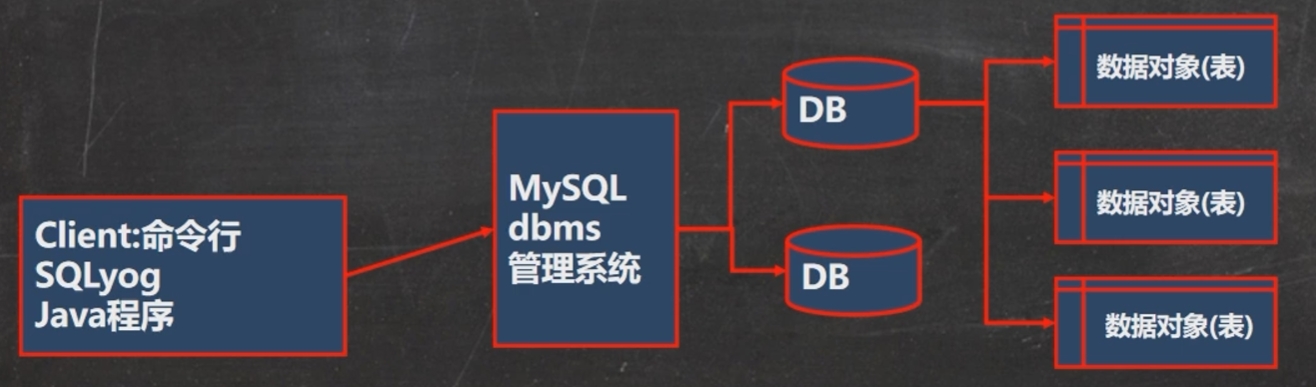 Client:命令行
SQLyog
Java程序
MySQL
dbms
管理系统
DB
DB
数据对象(表)
数据对象(表)
数据对象(表)